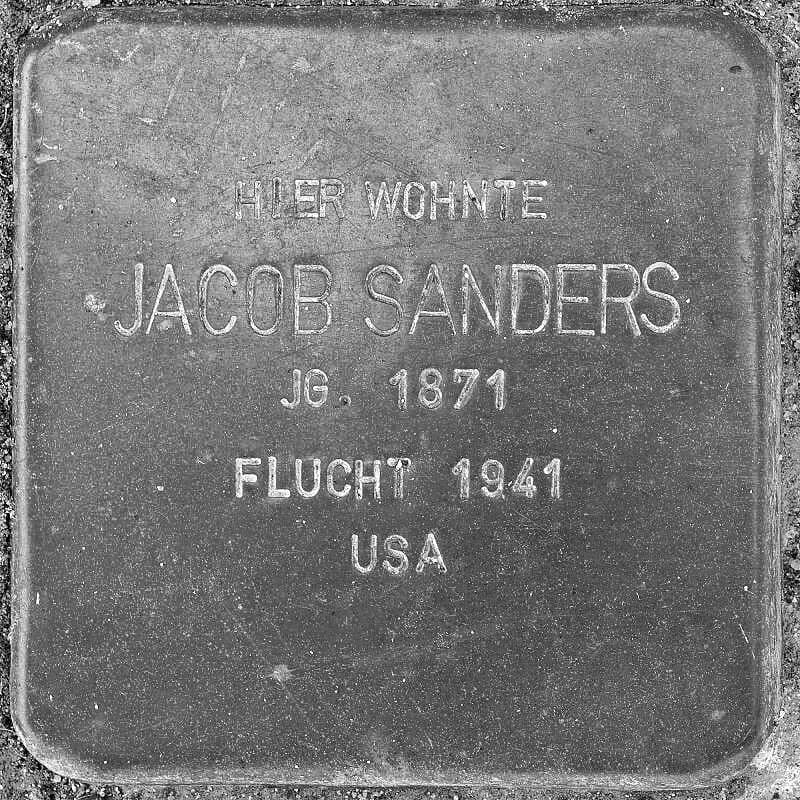 HIER WOHNTE
JACOB SANDERS
JG. 1871
FLUCHT 1941
USA